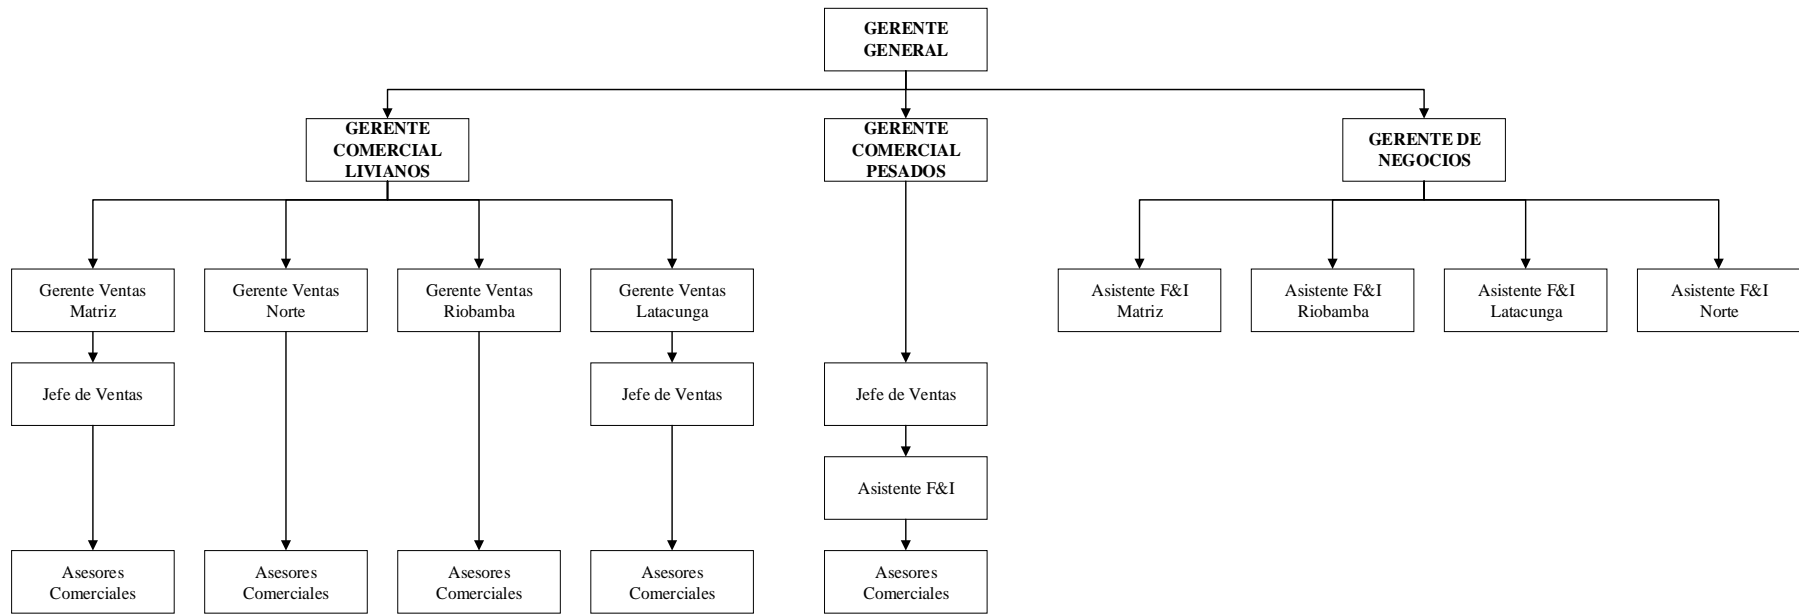 GERENTE
GENERAL
GERENTE
COMERCIAL
LIVIANOS
GERENTE
COMERCIAL
PESADOS
GERENTE DE
NEGOCIOS
Gerente Ventas
Matriz
Gerente Ventas
Norte
Gerente Ventas
Riobamba
Gerente Ventas
Latacunga
Asistente F&I
Matriz
Asistente F&I
Riobamba
Asistente F&I
Latacunga
Asistente F&I
Norte
Jefe de Ventas
Jefe de Ventas
Jefe de Ventas
Asistente F&I
Asesores
Comerciales
Asesores
Comerciales
Asesores
Comerciales
Asesores
Comerciales
Asesores
Comerciales